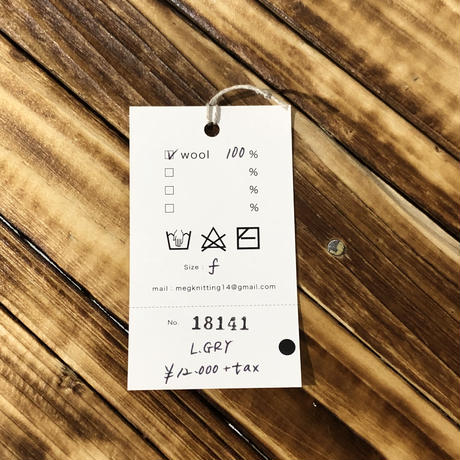 ☑ wool 100 %
☐ %
☐ %
☐ %
Size : f
mail : megknitting14@gmail.com
No. 18141
L.GRY
¥12.000 + tax